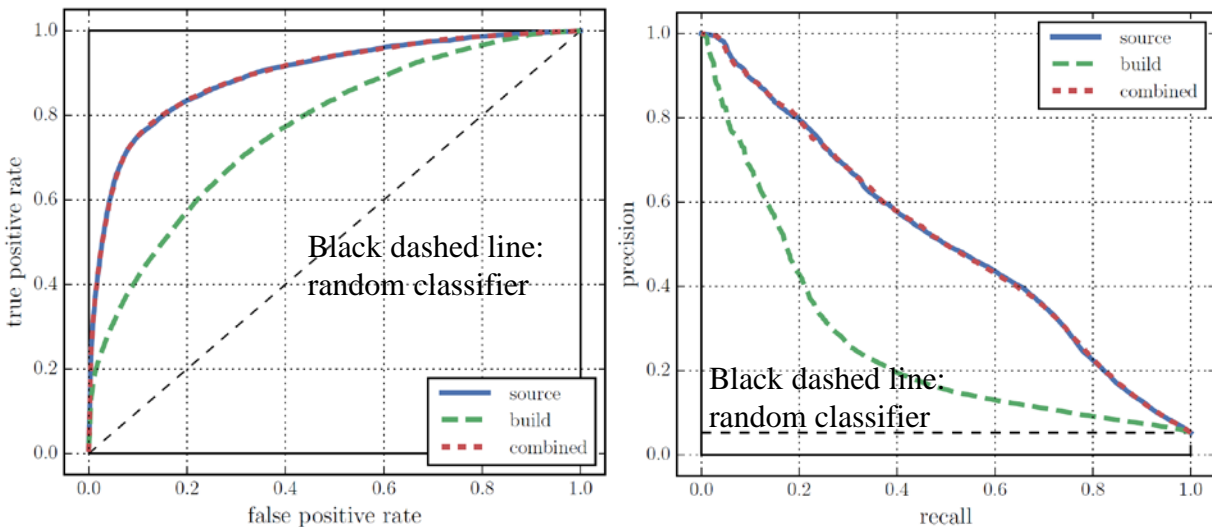 1.0
0.8
0.6
0.4
0.2
0.0
true positive rate
Black dashed line:
random classifier
source
build
combined
0.0
0.2
0.4
0.6
0.8
1.0
false positive rate
1.0
0.8
0.6
0.4
0.2
0.0
precision
source
build
combined
Black dashed line:
random classifier
0.0
0.2
0.4
0.6
0.8
1.0
recall